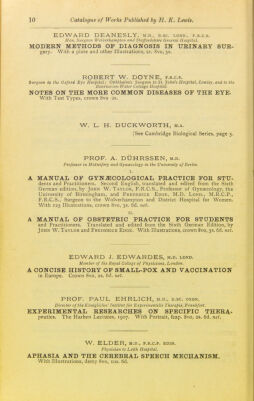 10 Catalogue of Works Published by H. K. Lewis.
EDWARD DEANESLY, M.D., B.SC. LOND., F.R.C.S.
Hon. Surgeon Wolverhampton and Staffordshire General Hospital.
MODERN METHODS OF DIAGNOSIS IN URINARY SUR-
gery. With a plate and other Illustrations, cr. 8vo, 3s.
ROBERT W. DOYNE, F.R.C.S.
Surgeon to the Oxford Eye Hospital; Ophthalmic Surgeon to St. John's Hospital, Cowley, and to the
Bourton-on-Water Cottage Hospital.
NOTES ON THE MORE COMMON DISEASES OF THE EYE.
With Test Types, crown 8vo 2s.
W. L. H. DUCKWORTH, M.A.
[See Cambridge Biological Series, page 5.
PROF. A. DÜHRSSEN, M.D.
Professor in Midwifery and Gynæcology in the University of Berlin.
I.
A MANUAL OF GYNÆCOLOGICAL PRACTICE FOR STU-
dents and Practitioners. Second English, translated and edited from the Sixth
German edition, by JOHN W. TAYLOR, F.R.C.S., Professor of Gynæcology, the
University of Birmingham, and FREDERICK EDGE, M.D. LOND., M.R.C.P.,
F.R.C.S., Surgeon to the Wolverhampton and District Hospital for Women.
With 125 Illustrations, crown 8vo, 3s. 6d. net.
II.
A MANUAL OF OBSTETRIC PRACTICE FOR STUDENTS
and Practitioners. Translated and edited from the Sixth German Edition, by
JOHN W. TAYLOR and FREDERICK EDGE. With Illustrations, crown 8vo, 3s. 6d. net.
EDWARD J. EDWARDES, M.D. LOND.
Member of the Royal College of Physicians, London.
A CONCISE HISTORY OF SMALL-POX AND VACCINATION
in Europe. Crown 8vo, 2s. 6d. net.
PROF. PAUL EHRLICH, M.D., D.SC. OXON.
Director of the Koenigliches Institut für Experimentelle Therapie, Frankfort.
EXPERIMENTAL RESEARCHES ON SPECIFIC THERA-
peutics. The Harben Lectures, 1907. With Portrait, fcap. 8vo, 2s. 6d. net.
W. ELDER, M.D., F.R.C.P. EDIN.
Physician to Leith Hospital.
APHASIA AND THE CEREBRAL SPEECH MECHANISM.
With Illustrations, demy 8vo, 10s. 6d.